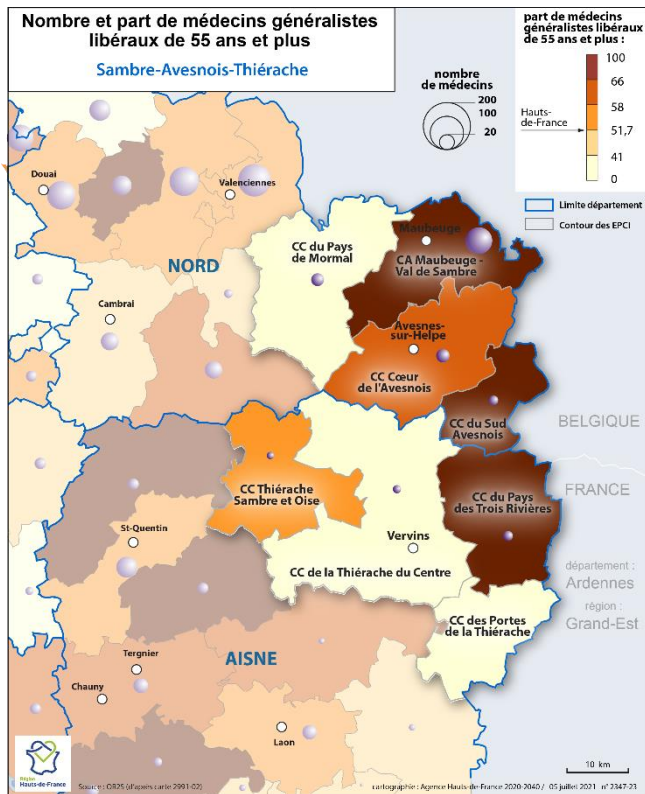 Nombre et part de médecins généralistes
libéraux de 55 ans et plus
Sambre-Avesnois-Thiérache
nombre
de médecins
200
100
20
part de médecins
généralistes libéraux
de 55 ans et plus :
100
66
58
51,7
41
0
Hauts-
de-France
Limite département
Contour des EPCI
Douai
Valenciennes
NORD
Cambrai
CC du Pays
de Mormal
Maubeuge
CA Maubeuge -
Val de Sambre
Avesnes-
sur-Helpe
CC Cœur
de l'Avesnois
CC du Sud
Avesnois
BELGIQUE
FRANCE
CC Thiérache
Sambre et Oise
CC du Pays
des Trois Rivières
St-Quentin
Vervins
CC de la Thiérache du Centre
département :
Ardennes
région :
Grand-Est
CC des Portes
de la Thiérache
AISNE
Tergnier
Chauny
Laon
10 km
Région
Hauts-de-France
Source : OR2S (d'après carte 2991-02)
cartographie : Agence Hauts-de-France 2020-2040 / 05 juillet 2021 n° 2347-23